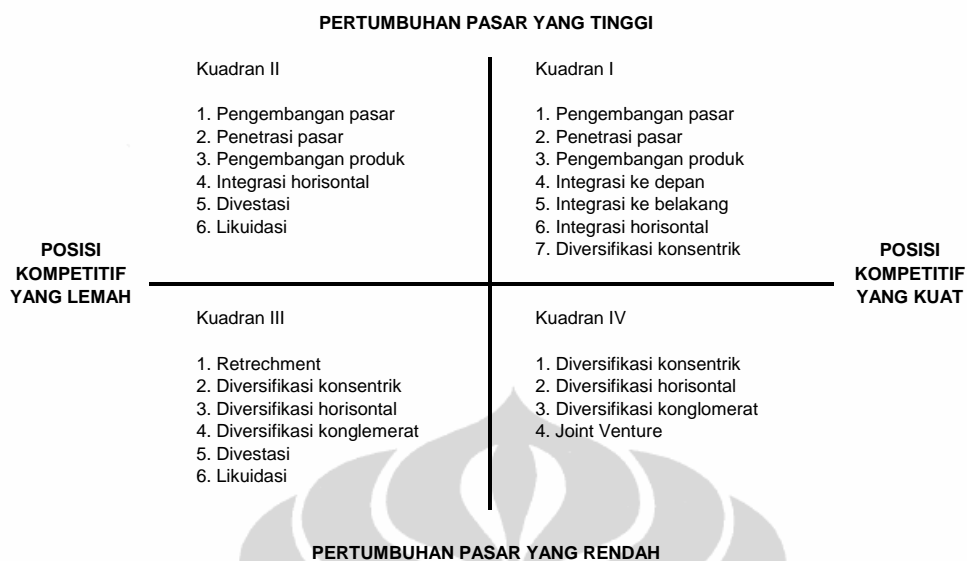 PERTUMBUHAN PASAR YANG TINGGI
Kuadran II
1. Pengembangan pasar
2. Penetrasi pasar
3. Pengembangan produk
4. Integrasi horisontal
5. Divestasi
6. Likuidasi
Kuadran I
1. Pengembangan pasar
2. Penetrasi pasar
3. Pengembangan produk
4. Integrasi ke depan
5. Integrasi ke belakang
6. Integrasi horisontal
7. Diversifikasi konsentrik
POSISI
KOMPETITIF
YANG LEMAH
POSISI
KOMPETITIF
YANG KUAT
Kuadran III
1. Retrechment
2. Diversifikasi konsentrik
3. Diversifikasi horisontal
4. Diversifikasi konglemerat
5. Divestasi
6. Likuidasi
Kuadran IV
1. Diversifikasi konsentrik
2. Diversifikasi horisontal
3. Diversifikasi konglomerat
4. Joint Venture
PERTUMBUHAN PASAR YANG RENDAH